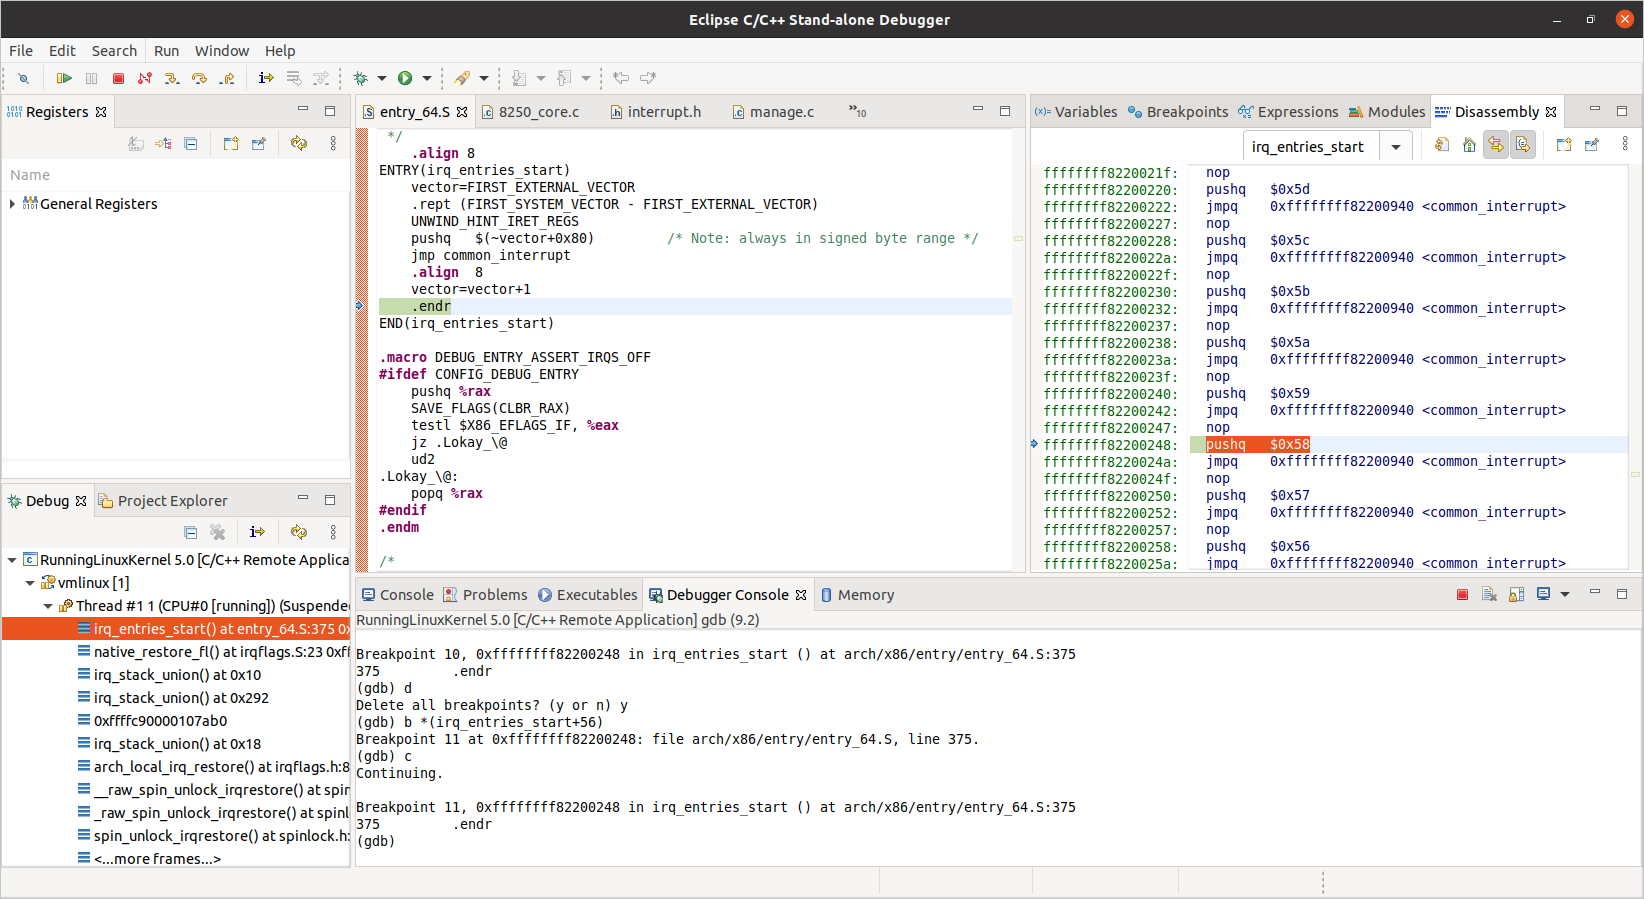 Eclipse C/C++ Stand-alone Debugger
File Edit Search Run Window Help
Registers
Name
General Registers
Debug Project Explorer
RunningLinuxKernel 5.0 [C/C++ Remote Applica
vmlinux [1]
Thread #1 1 (CPU#0 [running]) (Suspende
irq_entries_start() at entry_64.S:375 0x
native_restore_fl() at irqflags.S:23 0xff
irq_stack_union() at 0x10
irq_stack_union() at 0x292
0xffffc90000107ab0
irq_stack_union() at 0x18
arch_local_irq_restore() at irqflags.h:8
__raw_spin_unlock_irqrestore() at spin
_raw_spin_unlock_irqrestore() at spinl
spin_unlock_irqrestore() at spinlock.h:
<...more frames...>
entry_64.S 8250_core.c interrupt.h manage.c »10
*/
.align 8
ENTRY(irq_entries_start)
vector=FIRST_EXTERNAL_VECTOR
.rept (FIRST_SYSTEM_VECTOR - FIRST_EXTERNAL_VECTOR)
UNWIND_HINT_IRET_REGS
pushq $(~vector+0x80) /* Note: always in signed byte range */
jmp common_interrupt
.align 8
vector=vector+1
.endr
END(irq_entries_start)
.macro DEBUG_ENTRY_ASSERT_IRQS_OFF
#ifdef CONFIG_DEBUG_ENTRY
pushq %rax
SAVE_FLAGS(CLBR_RAX)
testl $X86_EFLAGS_IF, %eax
jz .Lokay_\@
ud2
.Lokay_\@:
popq %rax
#endif
.endm
/*
(x)= Variables Breakpoints Expressions Modules Disassembly
irq_entries_start
ffffffff8220021f: nop
ffffffff82200220: pushq $0x5d
ffffffff82200222: jmpq 0xffffffff82200940 <common_interrupt>
ffffffff82200227: nop
ffffffff82200228: pushq $0x5c
ffffffff8220022a: jmpq 0xffffffff82200940 <common_interrupt>
ffffffff8220022f: nop
ffffffff82200230: pushq $0x5b
ffffffff82200232: jmpq 0xffffffff82200940 <common_interrupt>
ffffffff82200237: nop
ffffffff82200238: pushq $0x5a
ffffffff8220023a: jmpq 0xffffffff82200940 <common_interrupt>
ffffffff8220023f: nop
ffffffff82200240: pushq $0x59
ffffffff82200242: jmpq 0xffffffff82200940 <common_interrupt>
ffffffff82200247: nop
ffffffff82200248: pushq $0x58
ffffffff8220024a: jmpq 0xffffffff82200940 <common_interrupt>
ffffffff8220024f: nop
ffffffff82200250: pushq $0x57
ffffffff82200252: jmpq 0xffffffff82200940 <common_interrupt>
ffffffff82200257: nop
ffffffff82200258: pushq $0x56
ffffffff8220025a: jmpq 0xffffffff82200940 <common_interrupt>
Console Problems Executables Debugger Console Memory
RunningLinuxKernel 5.0 [C/C++ Remote Application] gdb (9.2)
Breakpoint 10, 0xffffffff82200248 in irq_entries_start () at arch/x86/entry/entry_64.S:375
375 .endr
(gdb) d
Delete all breakpoints? (y or n) y
(gdb) b *(irq_entries_start+56)
Breakpoint 11 at 0xffffffff82200248: file arch/x86/entry/entry_64.S, line 375.
(gdb) c
Continuing.
Breakpoint 11, 0xffffffff82200248 in irq_entries_start () at arch/x86/entry/entry_64.S:375
375 .endr
(gdb)